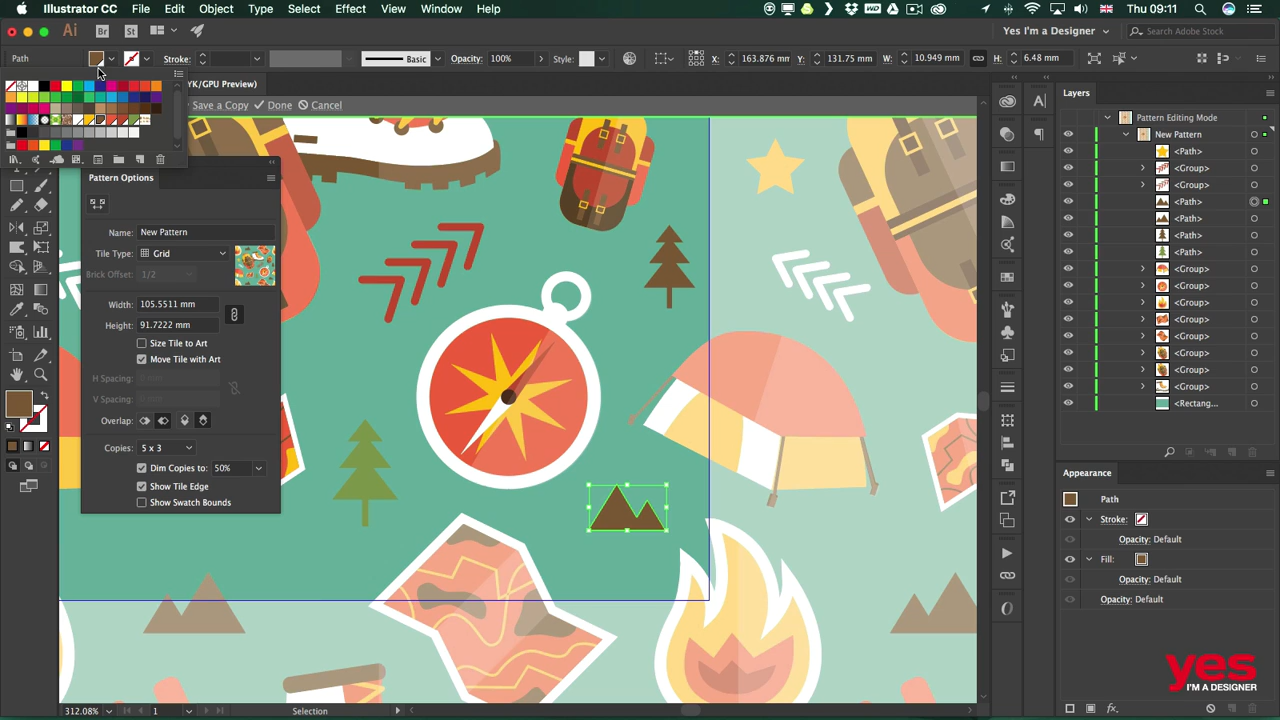 Illustrator CC File Edit Object Type Select Effect View Window Help Thu 09:11
Ai Br St Yes I'm a Designer Search Adobe Stock
Path Stroke: Basic Opacity: 100% Style: X: 163.876 mm Y: 131.75 mm W: 10.949 mm H: 6.48 mm
YK/GPU Preview)
Save a Copy Done Cancel
Pattern Options
Name: New Pattern
Tile Type: Grid
Brick Offset: 1/2
Width: 105.5511 mm
Height: 91.7222 mm
Size Tile to Art
Move Tile with Art
H Spacing:
V Spacing:
Overlap:
Copies: 5 x 3
Dim Copies to: 50%
Show Tile Edge
Show Swatch Bounds
Layers
Pattern Editing Mode
New Pattern
<Path>
<Group>
<Group>
<Path>
<Path>
<Path>
<Path>
<Group>
<Group>
<Group>
<Group>
<Group>
<Group>
<Group>
<Group>
<Rectang...
Appearance
Path
Stroke:
Opacity: Default
Fill:
Opacity: Default
Opacity: Default
fx.
yes
I'M A DESIGNER
312.08% 1 Selection